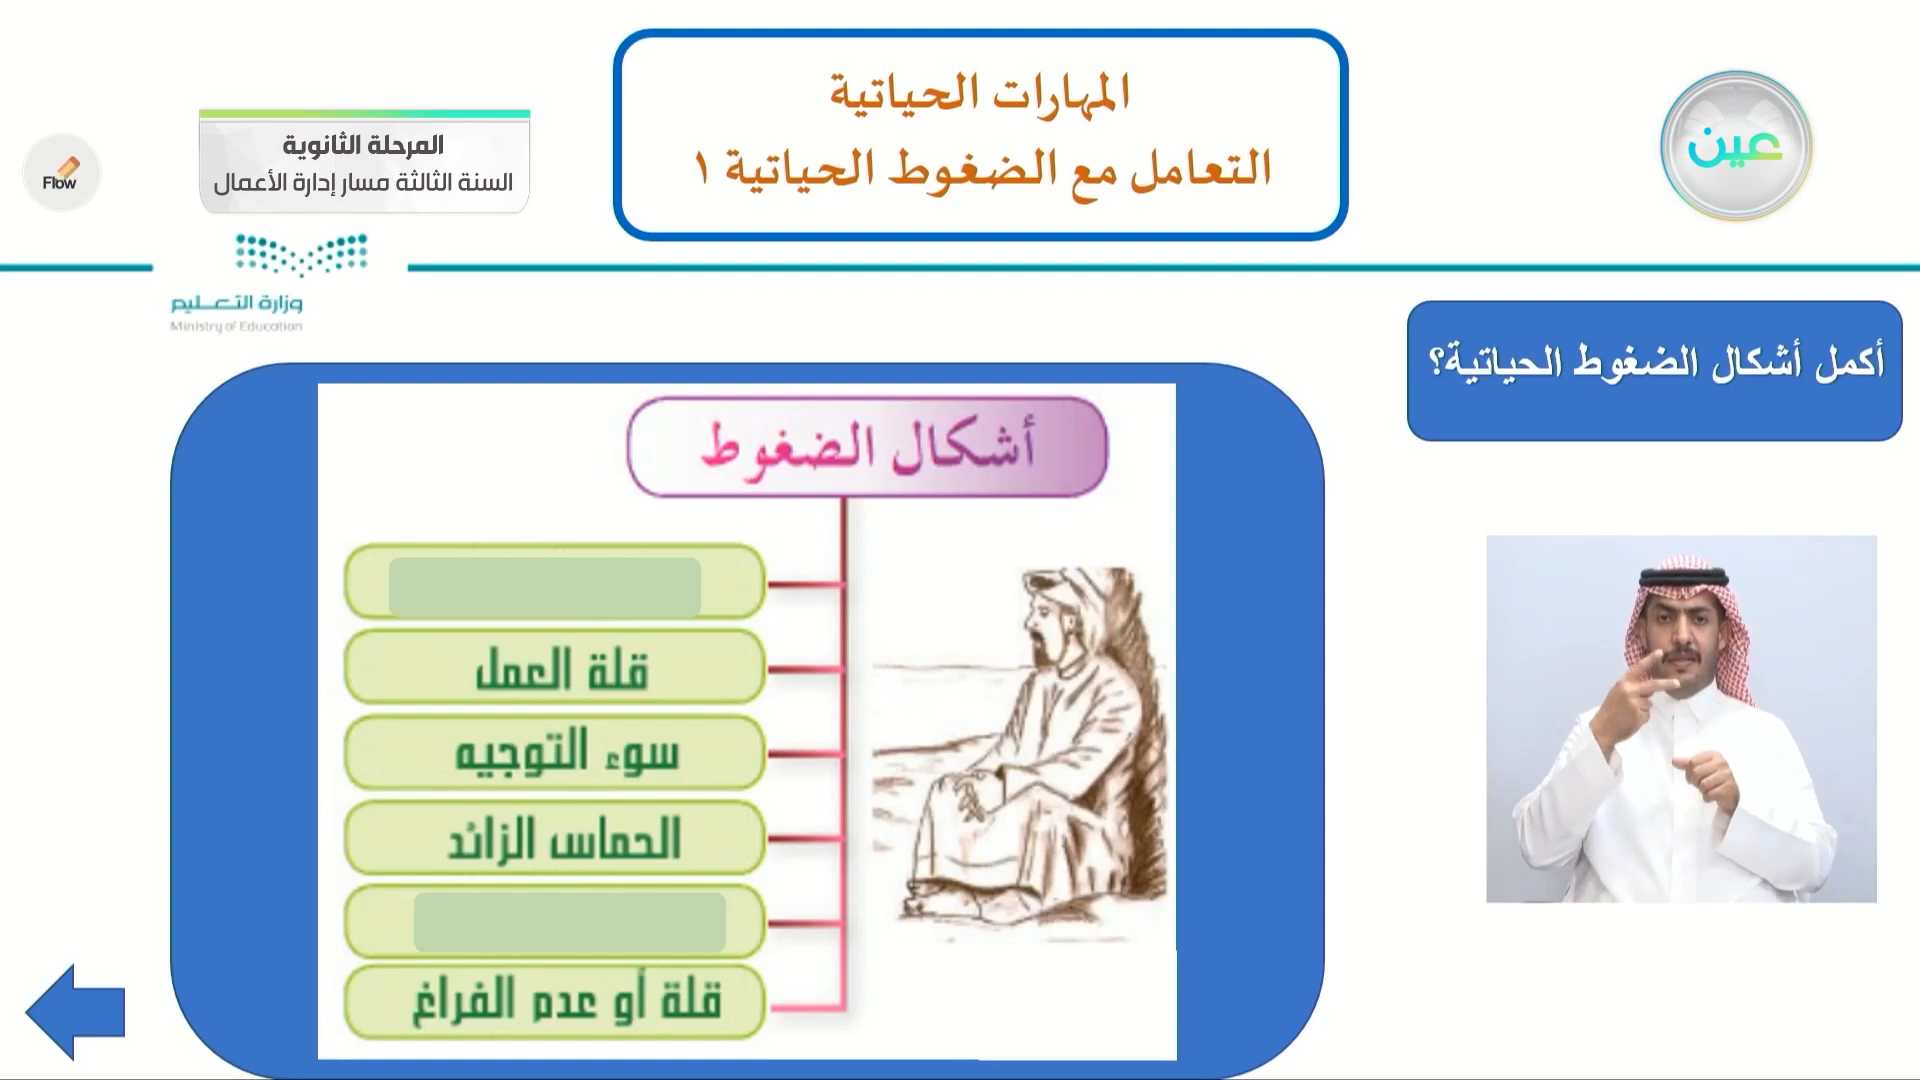 المهارات الحياتية
التعامل مع الضغوط الحياتية ١
عين
المرحلة الثانوية
السنة الثالثة مسار إدارة الأعمال
Flow
وزارة التعليم
Ministry of Education
أكمل أشكال الضغوط الحياتية؟
أشكال الضغوط
قلة العمل
سوء التوجيه
الحماس الزائد
قلة أو عدم الفراغ